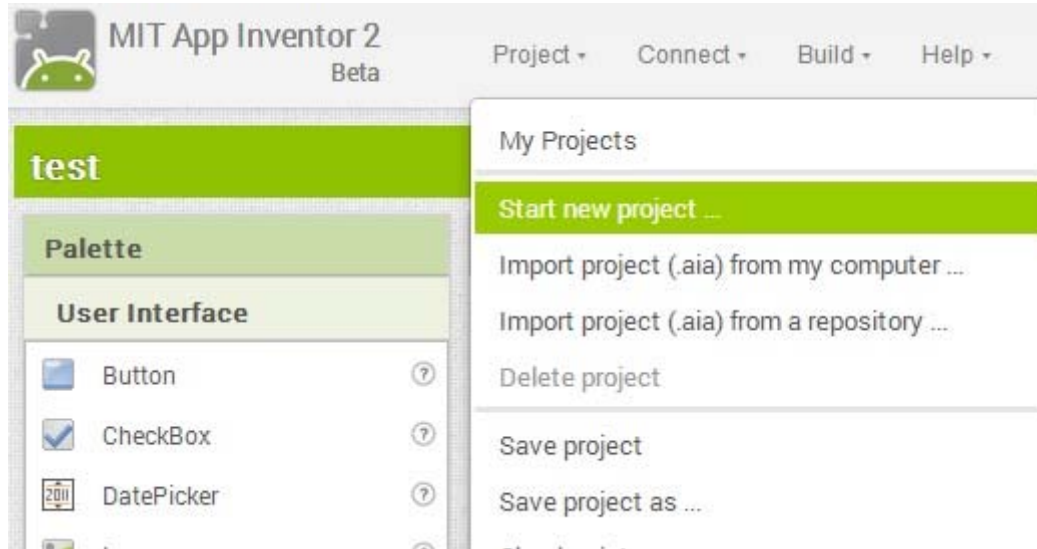 MIT App Inventor 2
Beta
Project
Connect
Build
Help
test
Palette
User Interface
Button
CheckBox
2011 DatePicker
My Projects
Start new project ...
Import project (.aia) from my computer ...
Import project (.aia) from a repository ...
Delete project
Save project
Save project as ...